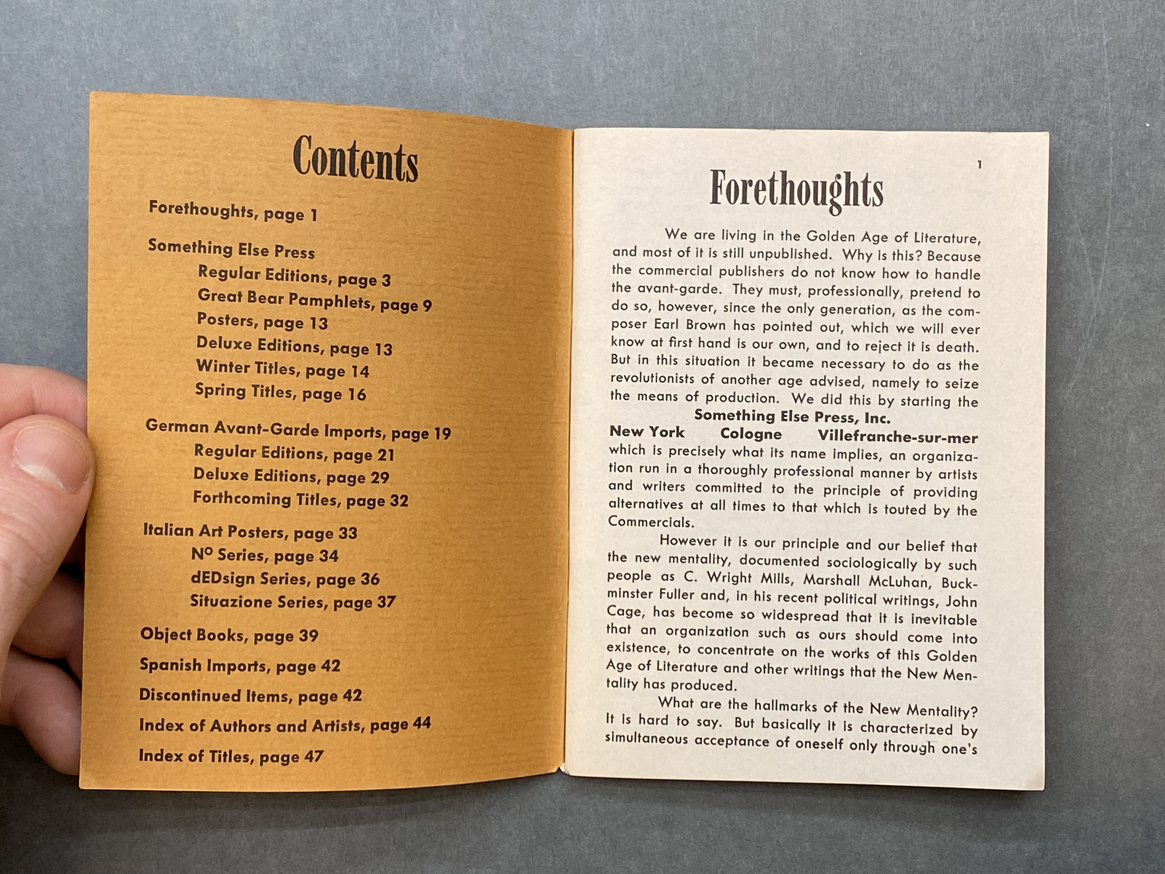 Contents
Forethoughts, page 1
Something Else Press
Regular Editions, page 3
Great Bear Pamphlets, page 9
Posters, page 13
Deluxe Editions, page 13
Winter Titles, page 14
Spring Titles, page 16
German Avant-Garde Imports, page 19
Regular Editions, page 21
Deluxe Editions, page 29
Forthcoming Titles, page 32
Italian Art Posters, page 33
Nº Series, page 34
dEDsign Series, page 36
Situazione Series, page 37
Object Books, page 39
Spanish Imports, page 42
Discontinued Items, page 42
Index of Authors and Artists, page 44
Index of Titles, page 47
1
Forethoughts
We are living in the Golden Age of Literature,
and most of it is still unpublished. Why is this? Because
the commercial publishers do not know how to handle
the avant-garde. They must, professionally, pretend to
do so, however, since the only generation, as the com-
poser Earl Brown has pointed out, which we will ever
know at first hand is our own, and to reject it is death.
But in this situation it became necessary to do as the
revolutionists of another age advised, namely to seize
the means of production. We did this by starting the
Something Else Press, Inc.
New York Cologne Villefranche-sur-mer
which is precisely what its name implies, an organiza-
tion run in a thoroughly professional manner by artists
and writers committed to the principle of providing
alternatives at all times to that which is touted by the
Commercials.
However it is our principle and our belief that
the new mentality, documented sociologically by such
people as C. Wright Mills, Marshall McLuhan, Buck-
minster Fuller and, in his recent political writings, John
Cage, has become so widespread that it is inevitable
that an organization such as ours should come into
existence, to concentrate on the works of this Golden
Age of Literature and other writings that the New Men-
tality has produced.
What are the hallmarks of the New Mentality?
It is hard to say. But basically it is characterized by
simultaneous acceptance of oneself only through one's